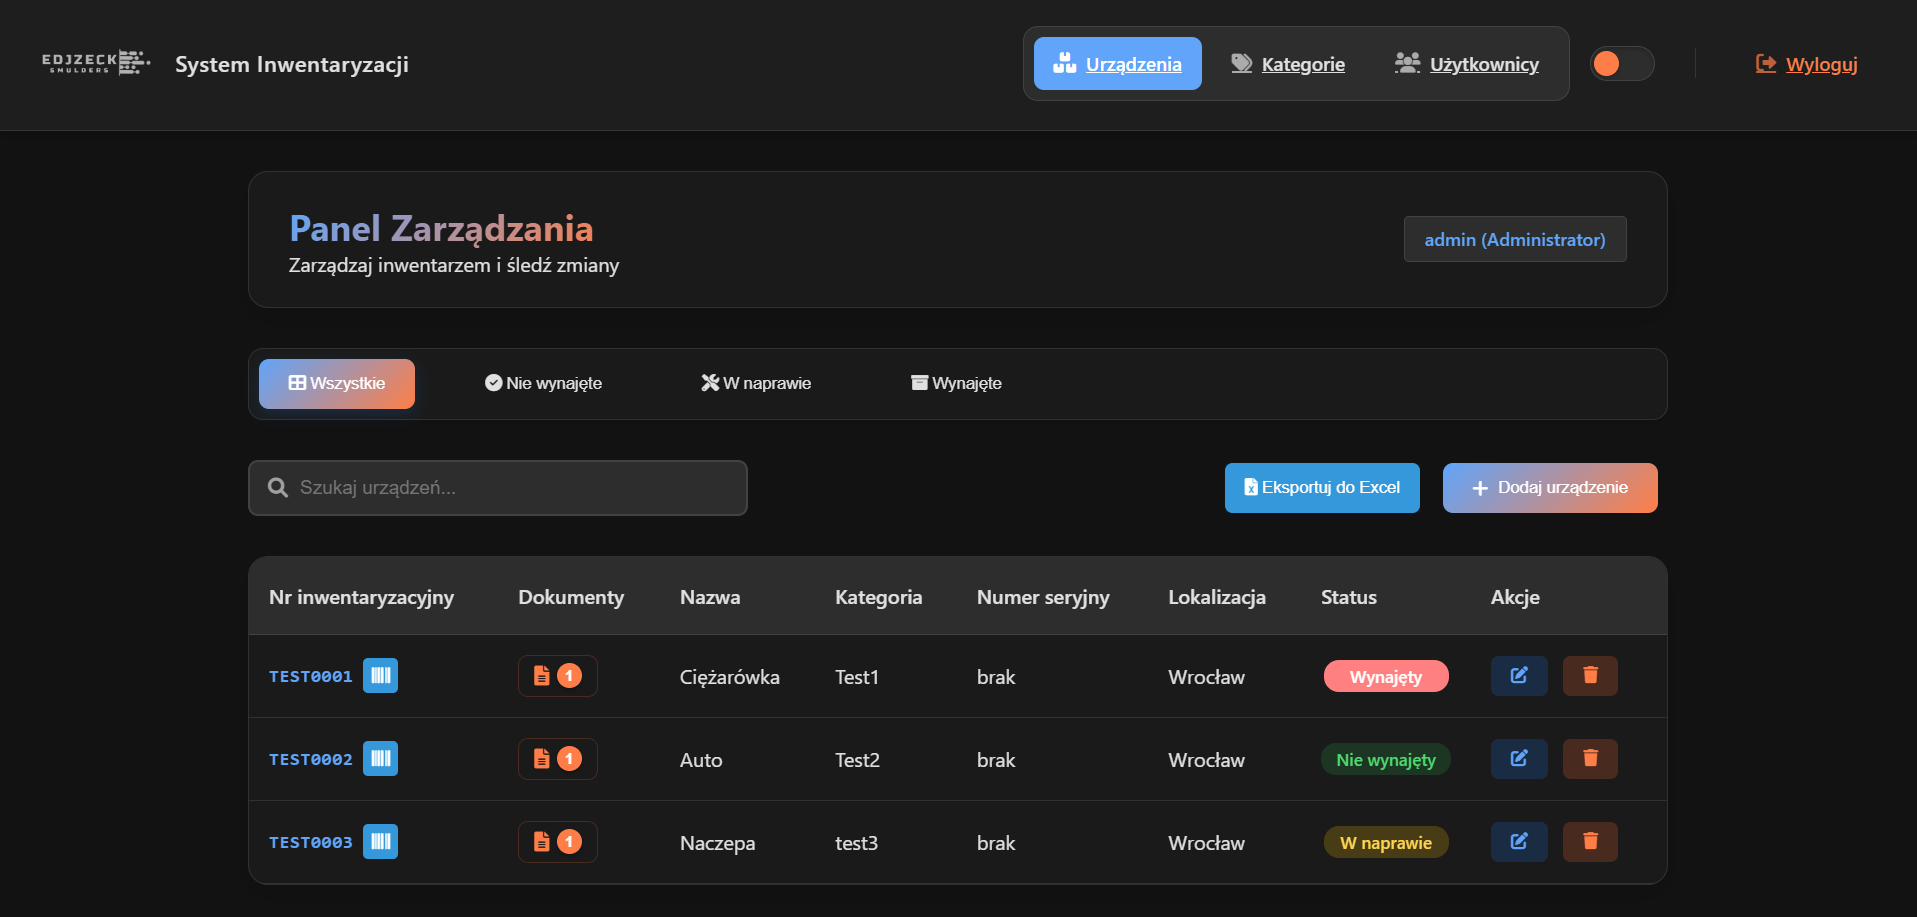 EDJZECK
SMULDERS
System Inwentaryzacji
Urządzenia
Kategorie
Użytkownicy
Wyloguj
Panel Zarządzania
Zarządzaj inwentarzem i śledź zmiany
admin (Administrator)
Wszystkie
Nie wynajęte
W naprawie
Wynajęte
Szukaj urządzeń...
Eksportuj do Excel
Dodaj urządzenie
Nr inwentaryzacyjny Dokumenty Nazwa Kategoria Numer seryjny Lokalizacja Status Akcje
TEST0001 1 Ciężarówka Test1 brak Wrocław Wynajęty
TEST0002 1 Auto Test2 brak Wrocław Nie wynajęty
TEST0003 1 Naczepa test3 brak Wrocław W naprawie